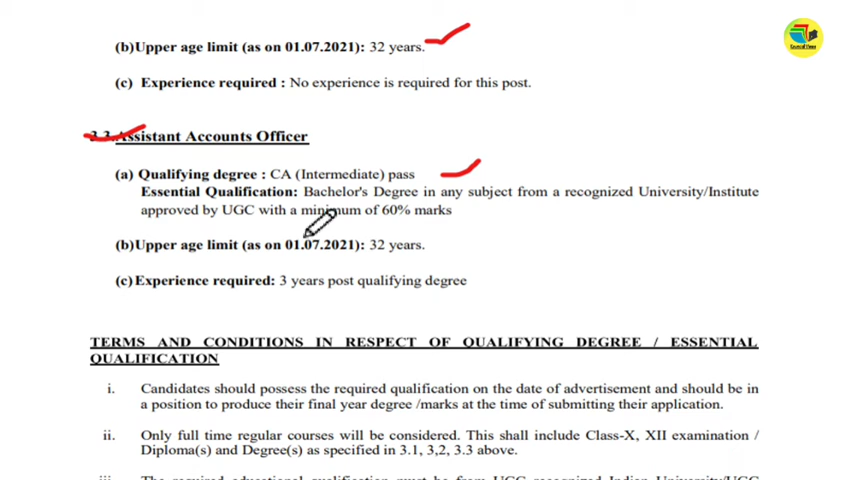 (b)Upper age limit (as on 01.07.2021): 32 years.
(c) Experience required : No experience is required for this post.
3.3 Assistant Accounts Officer
(a) Qualifying degree : CA (Intermediate) pass
Essential Qualification: Bachelor's Degree in any subject from a recognized University/Institute
approved by UGC with a minimum of 60% marks
(b)Upper age limit (as on 01.07.2021): 32 years.
(c)Experience required: 3 years post qualifying degree
TERMS AND CONDITIONS IN RESPECT OF QUALIFYING DEGREE / ESSENTIAL
QUALIFICATION
i. Candidates should possess the required qualification on the date of advertisement and should be in
a position to produce their final year degree /marks at the time of submitting their application.
ii. Only full time regular courses will be considered. This shall include Class-X, XII examination /
Diploma(s) and Degree(s) as specified in 3.1, 3,2, 3.3 above.